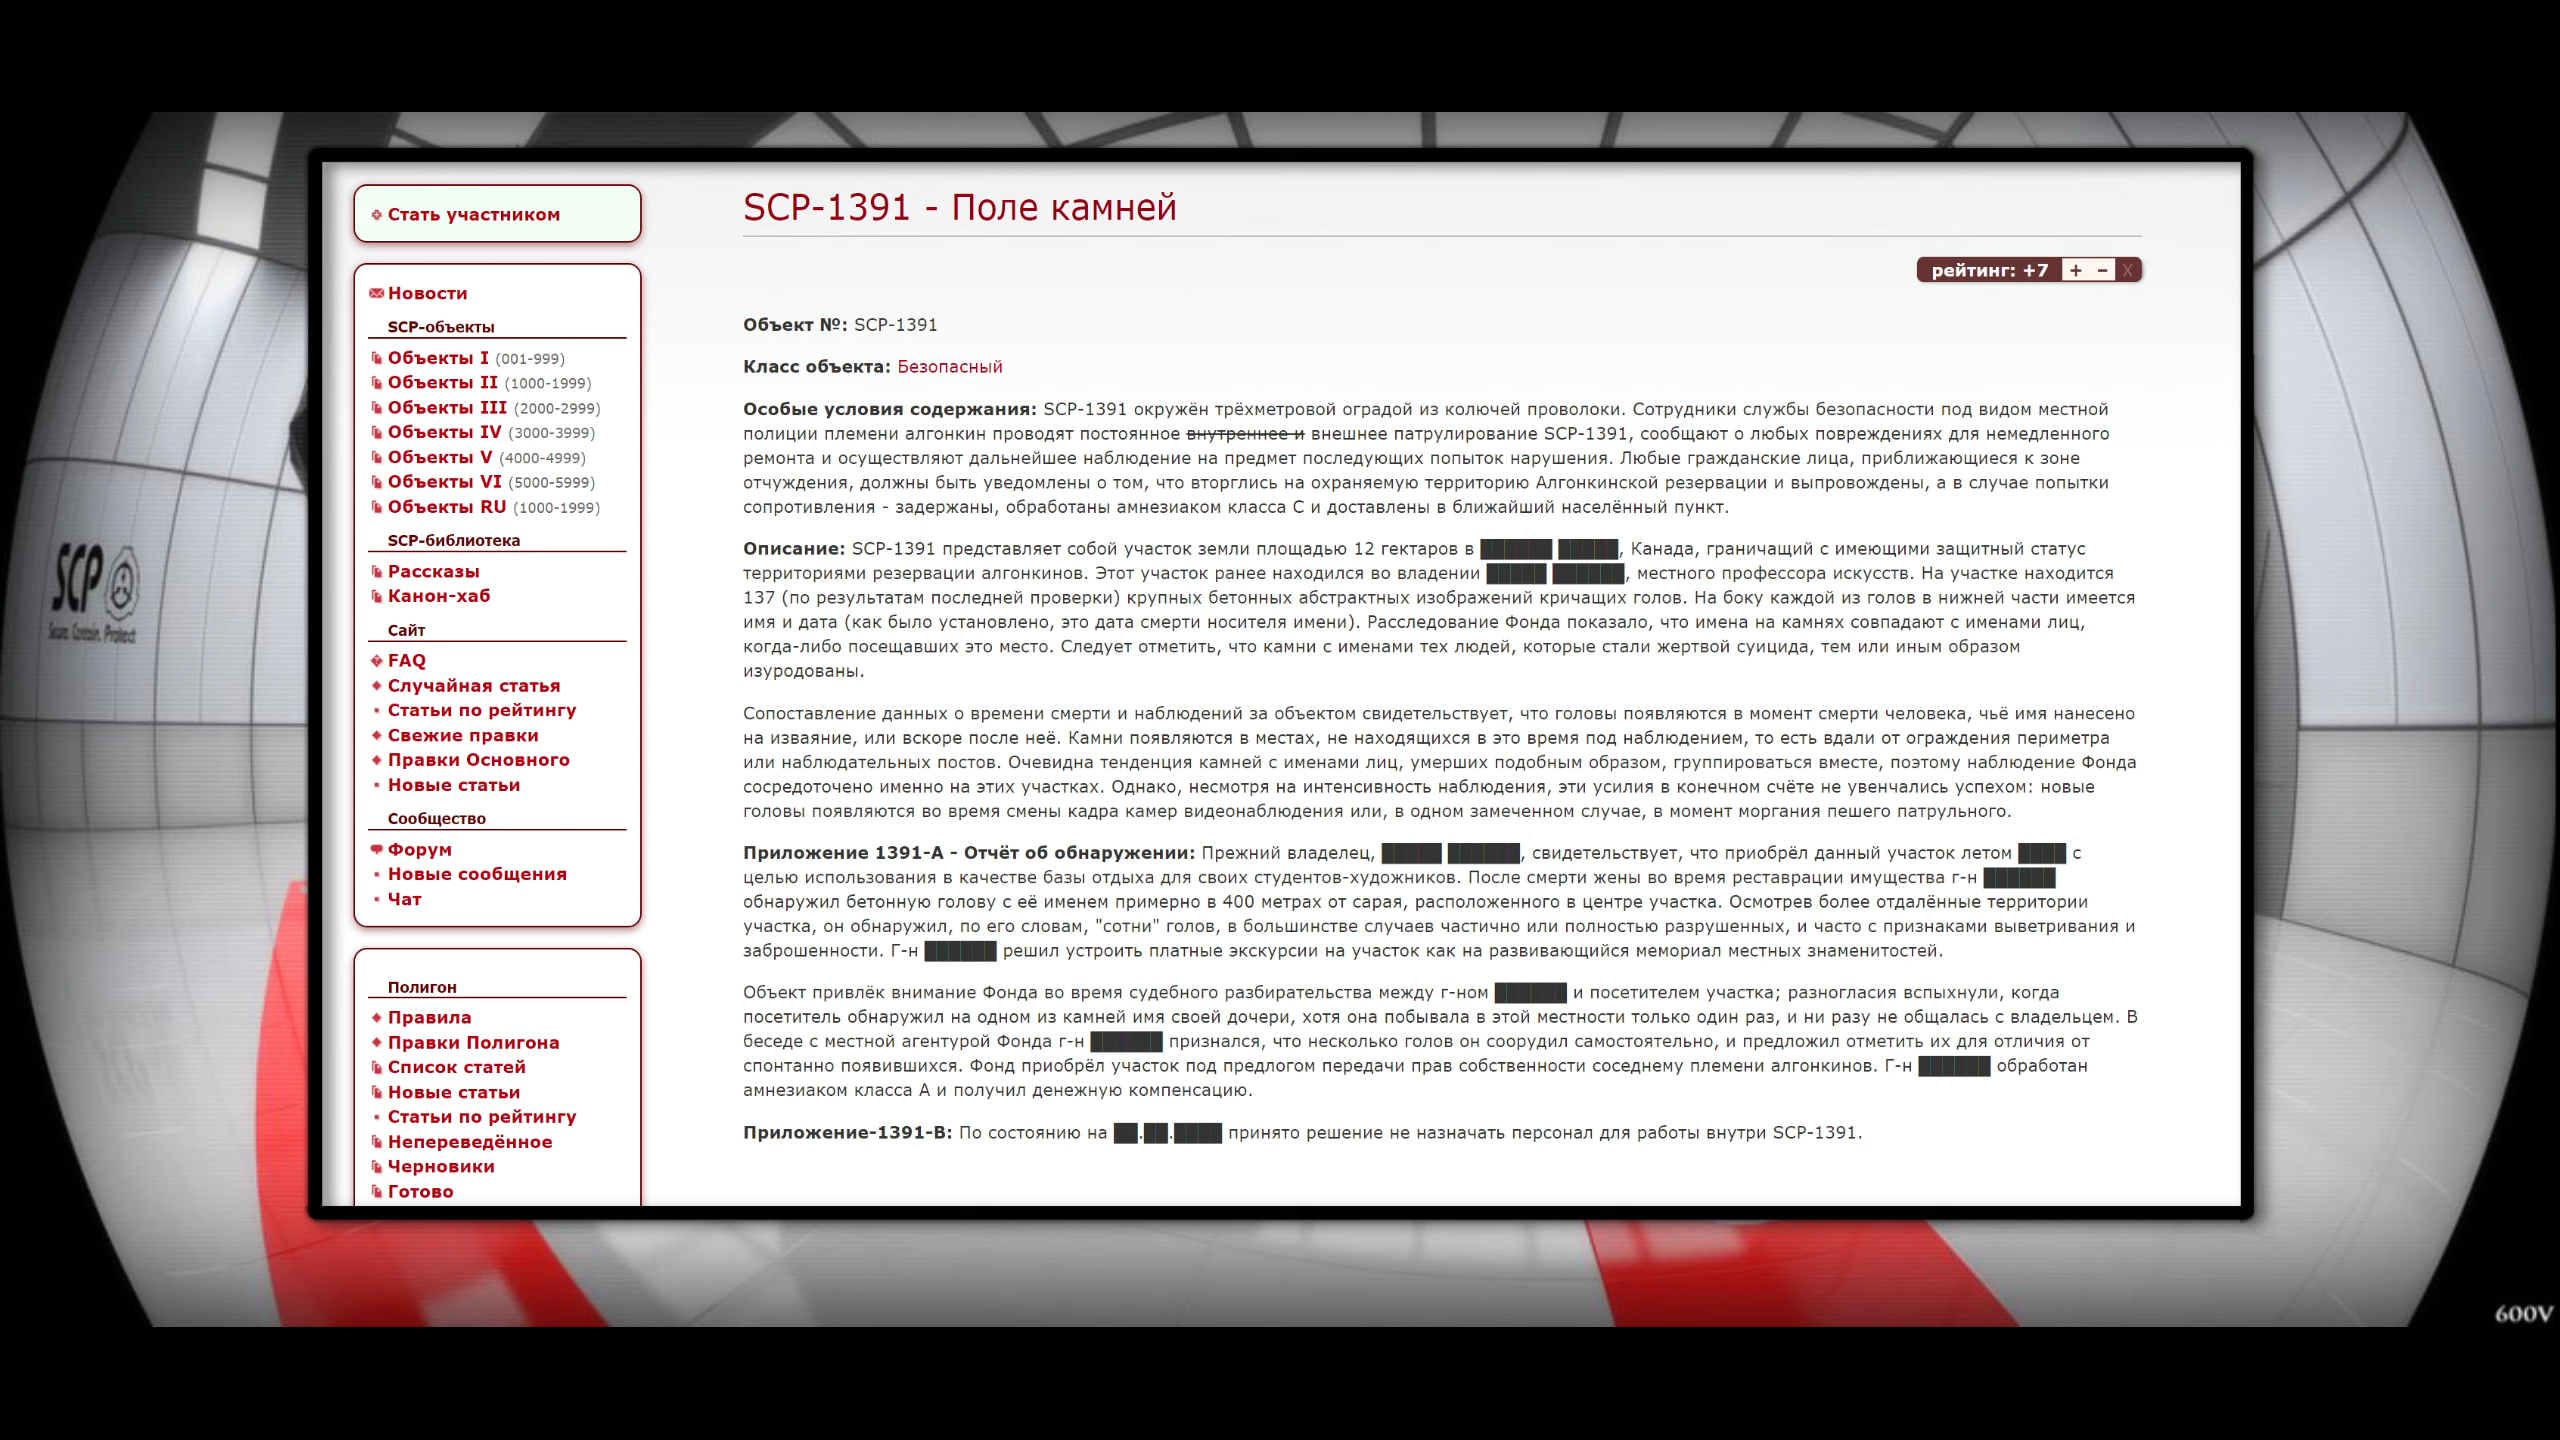 Стать участником
Новости
SCP-объекты
Объекты I (001-999)
Объекты II (1000-1999)
Объекты III (2000-2999)
Объекты IV (3000-3999)
Объекты V (4000-4999)
Объекты VI (5000-5999)
Объекты RU (1000-1999)
SCP-библиотека
Рассказы
Канон-хаб
Сайт
FAQ
Случайная статья
Статьи по рейтингу
Свежие правки
Правки Основного
Новые статьи
Сообщество
Форум
Новые сообщения
Чат
Полигон
Правила
Правки Полигона
Список статей
Новые статьи
Статьи по рейтингу
Непереведённое
Черновики
Готово
SCP-1391 - Поле камней
рейтинг: +7 + − X
Объект №: SCP-1391
Класс объекта: Безопасный
Особые условия содержания: SCP-1391 окружён трёхметровой оградой из колючей проволоки. Сотрудники службы безопасности под видом местной
полиции племени алгонкин проводят постоянное внутреннее и внешнее патрулирование SCP-1391, сообщают о любых повреждениях для немедленного
ремонта и осуществляют дальнейшее наблюдение на предмет последующих попыток нарушения. Любые гражданские лица, приближающиеся к зоне
отчуждения, должны быть уведомлены о том, что вторглись на охраняемую территорию Алгонкинской резервации и выпровождены, а в случае попытки
сопротивления - задержаны, обработаны амнезиаком класса C и доставлены в ближайший населённый пункт.
Описание: SCP-1391 представляет собой участок земли площадью 12 гектаров в ██████ █████, Канада, граничащий с имеющими защитный статус
территориями резервации алгонкинов. Этот участок ранее находился во владении █████ ██████, местного профессора искусств. На участке находится
137 (по результатам последней проверки) крупных бетонных абстрактных изображений кричащих голов. На боку каждой из голов в нижней части имеется
имя и дата (как было установлено, это дата смерти носителя имени). Расследование Фонда показало, что имена на камнях совпадают с именами лиц,
когда-либо посещавших это место. Следует отметить, что камни с именами тех людей, которые стали жертвой суицида, тем или иным образом
изуродованы.
Сопоставление данных о времени смерти и наблюдений за объектом свидетельствует, что головы появляются в момент смерти человека, чьё имя нанесено
на изваяние, или вскоре после неё. Камни появляются в местах, не находящихся в это время под наблюдением, то есть вдали от ограждения периметра
или наблюдательных постов. Очевидна тенденция камней с именами лиц, умерших подобным образом, группироваться вместе, поэтому наблюдение Фонда
сосредоточено именно на этих участках. Однако, несмотря на интенсивность наблюдения, эти усилия в конечном счёте не увенчались успехом: новые
головы появляются во время смены кадра камер видеонаблюдения или, в одном замеченном случае, в момент моргания пешего патрульного.
Приложение 1391-A - Отчёт об обнаружении: Прежний владелец, █████ ██████, свидетельствует, что приобрёл данный участок летом ████ с
целью использования в качестве базы отдыха для своих студентов-художников. После смерти жены во время реставрации имущества г-н ██████
обнаружил бетонную голову с её именем примерно в 400 метрах от сарая, расположенного в центре участка. Осмотрев более отдалённые территории
участка, он обнаружил, по его словам, "сотни" голов, в большинстве случаев частично или полностью разрушенных, и часто с признаками выветривания и
заброшенности. Г-н ██████ решил устроить платные экскурсии на участок как на развивающийся мемориал местных знаменитостей.
Объект привлёк внимание Фонда во время судебного разбирательства между г-ном ██████ и посетителем участка; разногласия вспыхнули, когда
посетитель обнаружил на одном из камней имя своей дочери, хотя она побывала в этой местности только один раз, и ни разу не общалась с владельцем. В
беседе с местной агентурой Фонда г-н ██████ признался, что несколько голов он соорудил самостоятельно, и предложил отметить их для отличия от
спонтанно появившихся. Фонд приобрёл участок под предлогом передачи прав собственности соседнему племени алгонкинов. Г-н ██████ обработан
амнезиаком класса A и получил денежную компенсацию.
Приложение-1391-B: По состоянию на ██.██.████ принято решение не назначать персонал для работы внутри SCP-1391.
SCP
Secure. Contain. Protect
600V